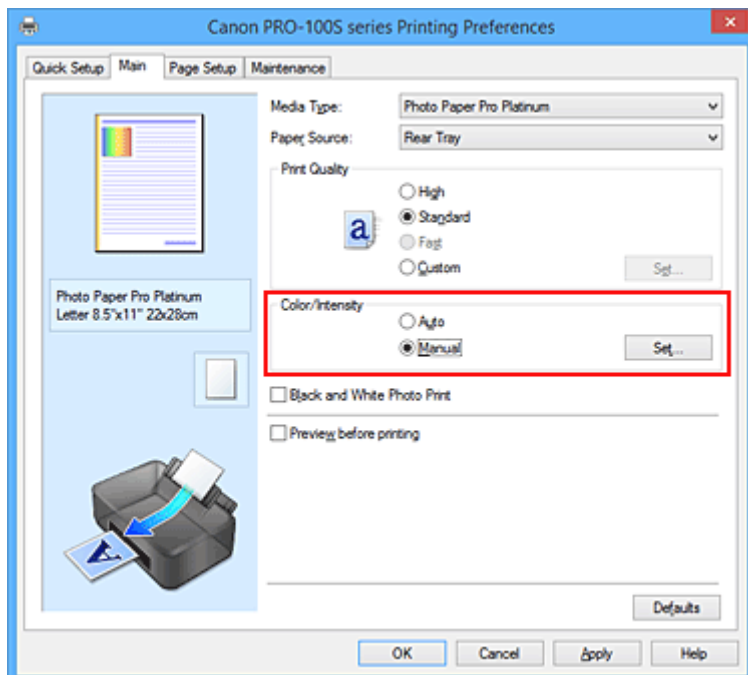 Canon PRO-100S series Printing Preferences
Quick Setup Main Page Setup Maintenance
Media Type: Photo Paper Pro Platinum
Paper Source: Rear Tray
Print Quality
High
a Standard
Fast
Custom Set...
Photo Paper Pro Platinum
Letter 8.5"x11" 22x28cm
Color/Intensity
Auto
Manual Set...
Black and White Photo Print
Preview before printing
A
Defaults
OK Cancel Apply Help